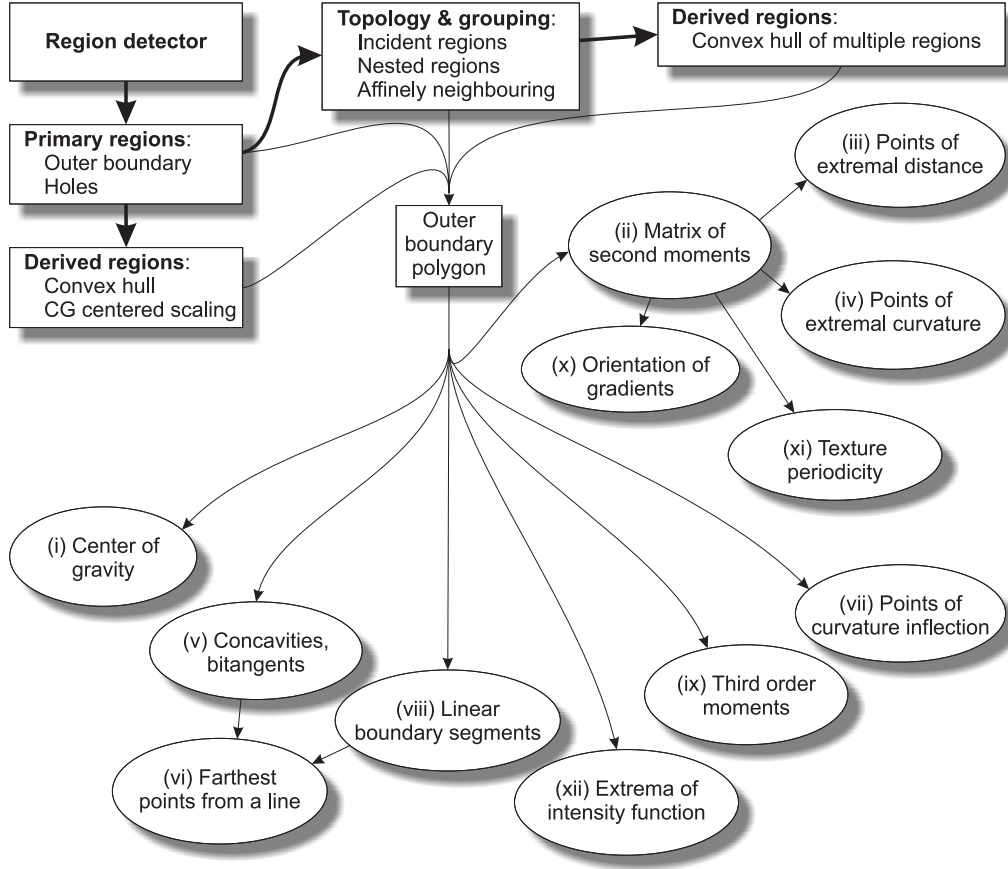 Region detector
Topology & grouping:
Incident regions
Nested regions
Affinely neighbouring
Derived regions:
Convex hull of multiple regions
Primary regions:
Outer boundary
Holes
Derived regions:
Convex hull
CG centered scaling
Outer
boundary
polygon
(ii) Matrix of
second moments
(iii) Points of
extremal distance
(iv) Points of
extremal curvature
(x) Orientation of
gradients
(xi) Texture
periodicity
(i) Center of
gravity
(v) Concavities,
bitangents
(vi) Farthest
points from a line
(viii) Linear
boundary segments
(xii) Extrema of
intensity function
(ix) Third order
moments
(vii) Points of
curvature inflection